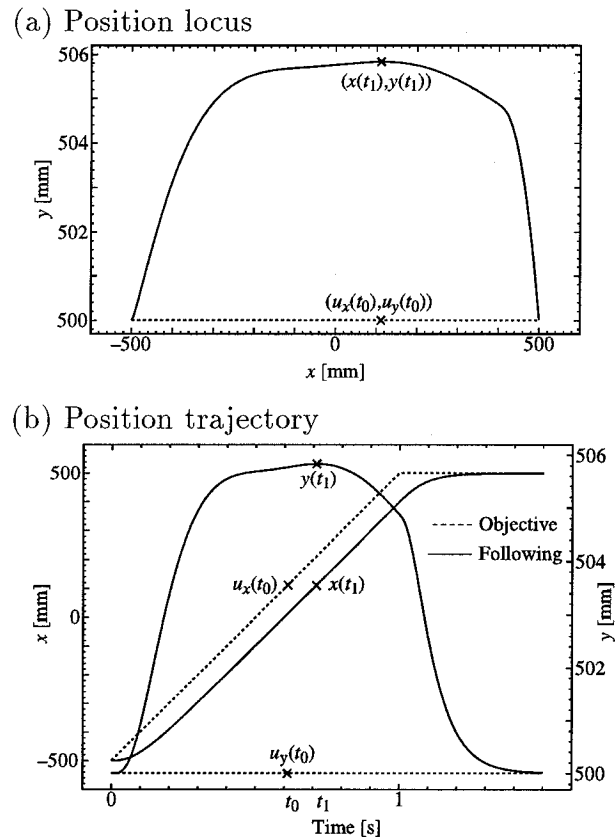 (a) Position locus
506
504
502
500
y [mm]
(x(t₁),y(t₁))
(uₓ(t₀),u_y(t₀))
−500 0 500
x [mm]
(b) Position trajectory
500
0
−500
x [mm]
506
504
502
500
y [mm]
y(t₁)
Objective
Following
uₓ(t₀) x(t₁)
u_y(t₀)
0 t₀ t₁ 1
Time [s]